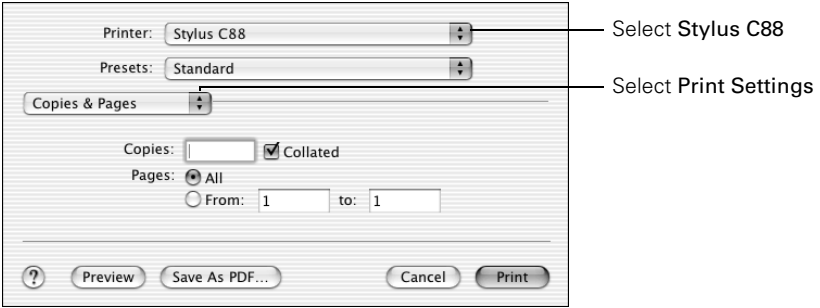 Printer: Stylus C88
Select Stylus C88
Presets: Standard
Select Print Settings
Copies & Pages
Copies: Collated
Pages: All
From: 1 to: 1
? Preview Save As PDF... Cancel Print